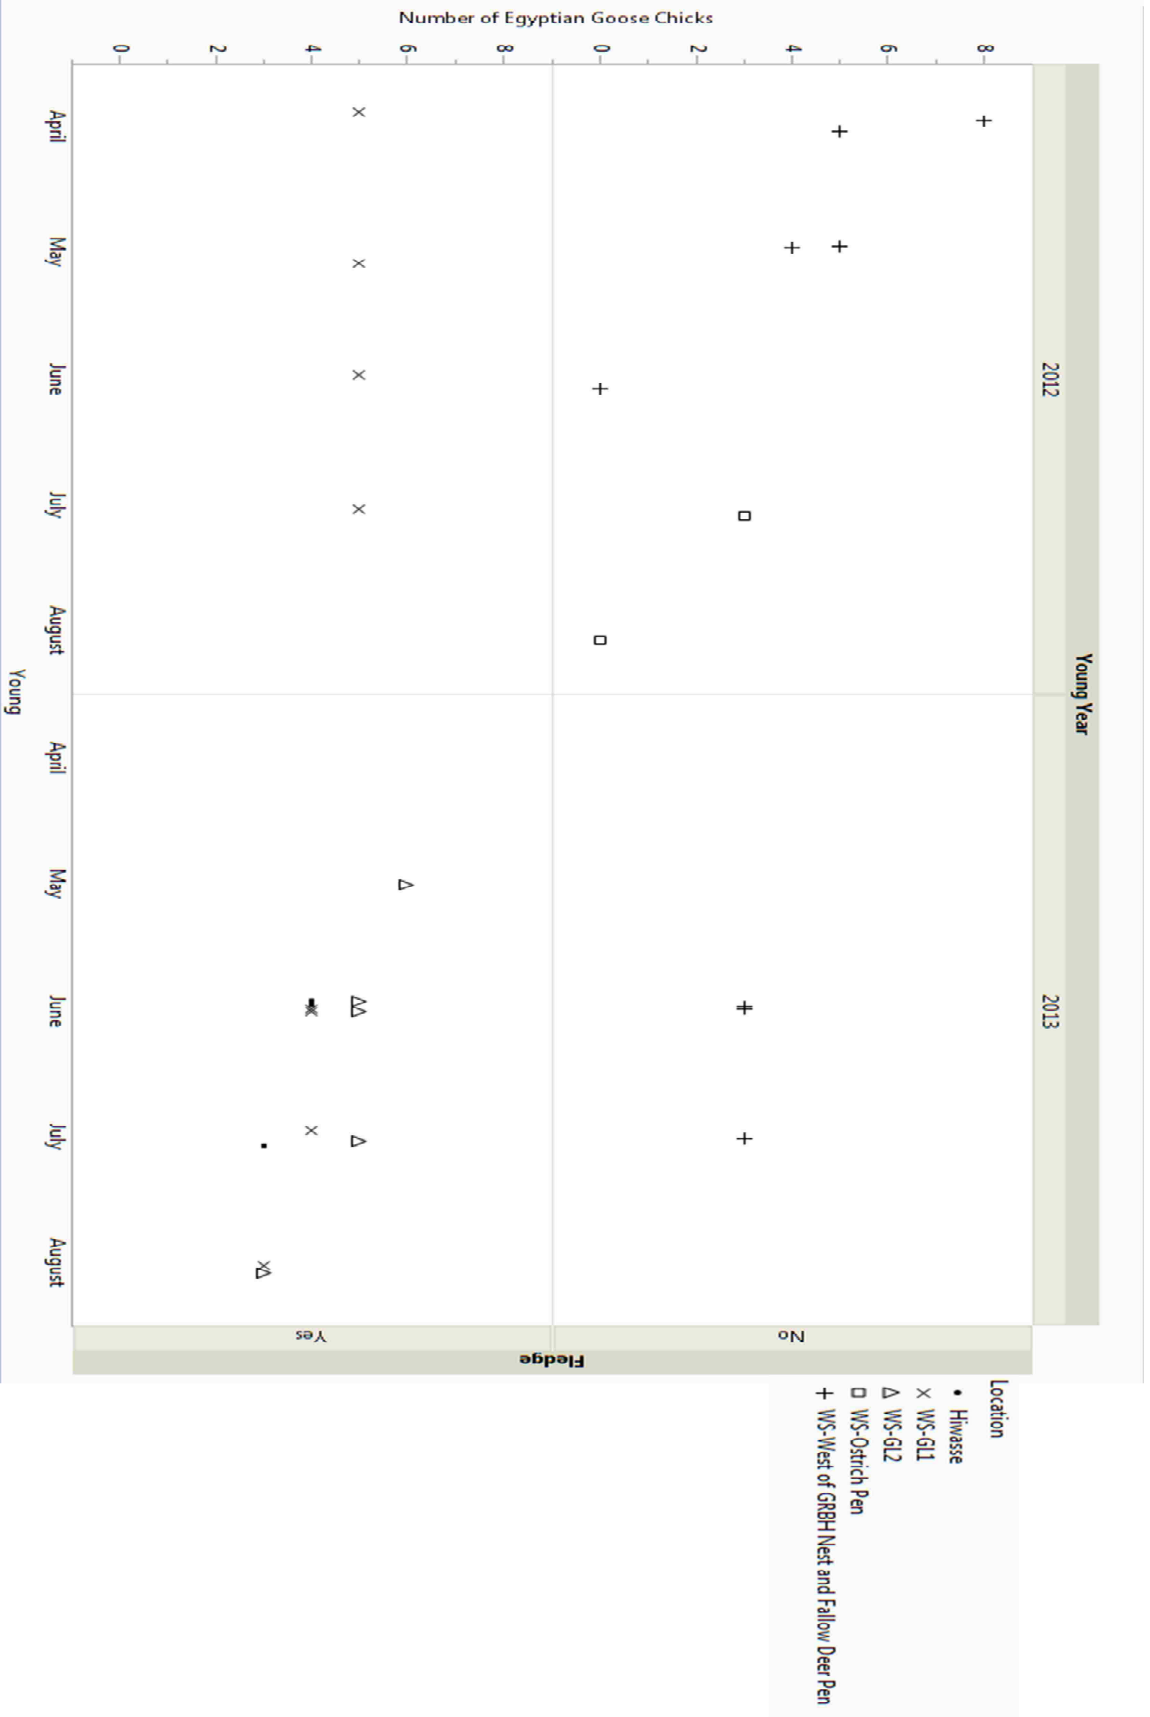 Young Year
2012
2013
Number of Egyptian Goose Chicks
8
6
4
2
0
No
8
6
4
2
0
Yes
Fledge
April
May
June
July
August
April
May
June
July
August
Young
Location
Hiwasse
WS-GL1
WS-GL2
WS-Ostrich Pen
WS-West of GRBH Nest and Fallow Deer Pen